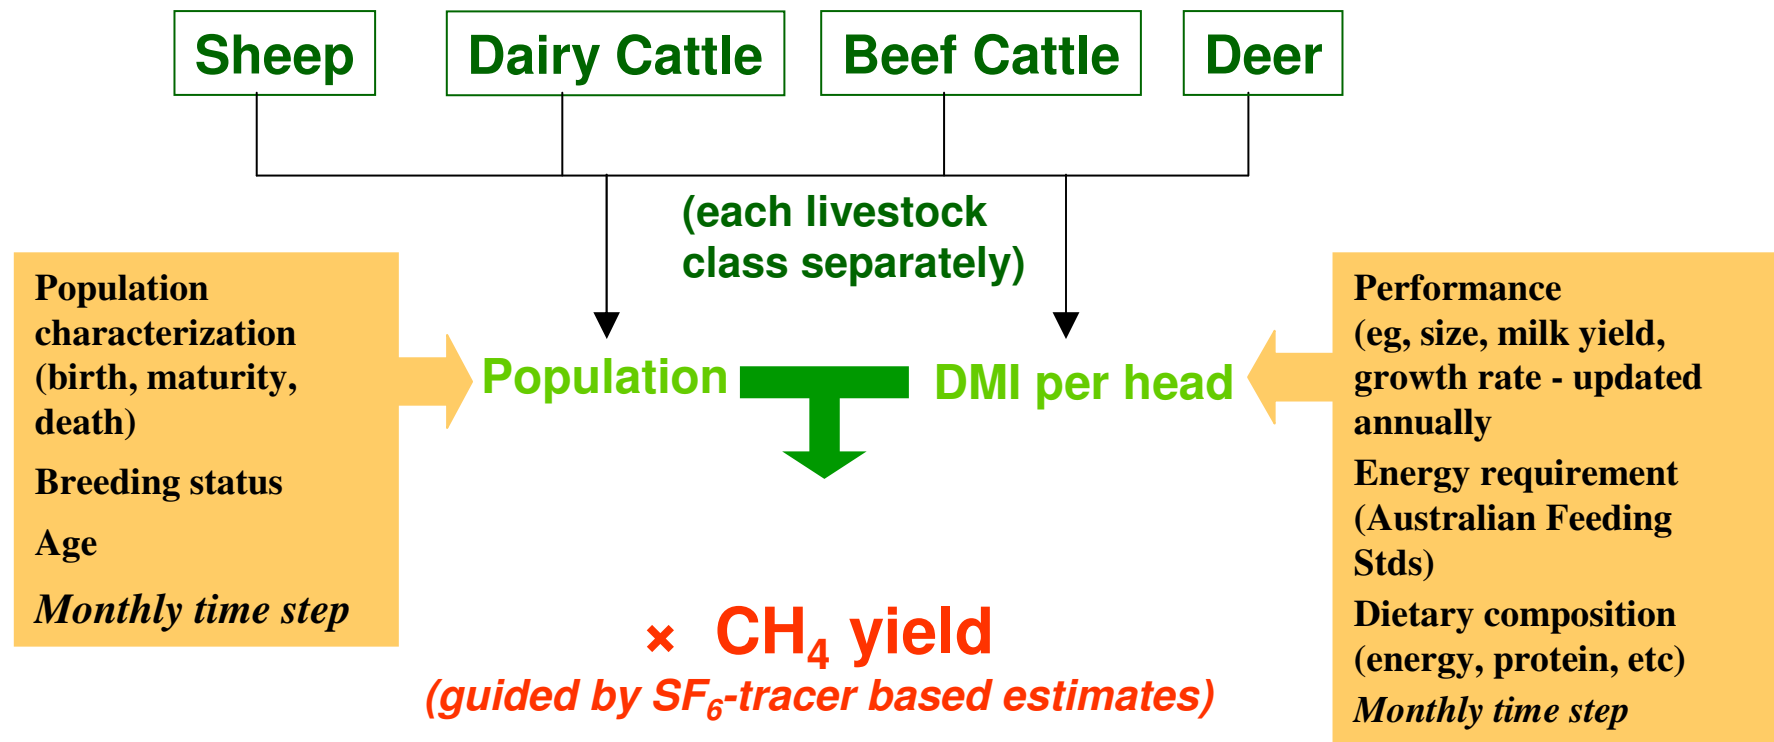 Sheep
Dairy Cattle
Beef Cattle
Deer
(each livestock
class separately)
Population
characterization
(birth, maturity,
death)
Breeding status
Age
Monthly time step
Population
DMI per head
Performance
(eg, size, milk yield,
growth rate - updated
annually
Energy requirement
(Australian Feeding
Stds)
Dietary composition
(energy, protein, etc)
Monthly time step
× CH₄ yield
(guided by SF₆-tracer based estimates)